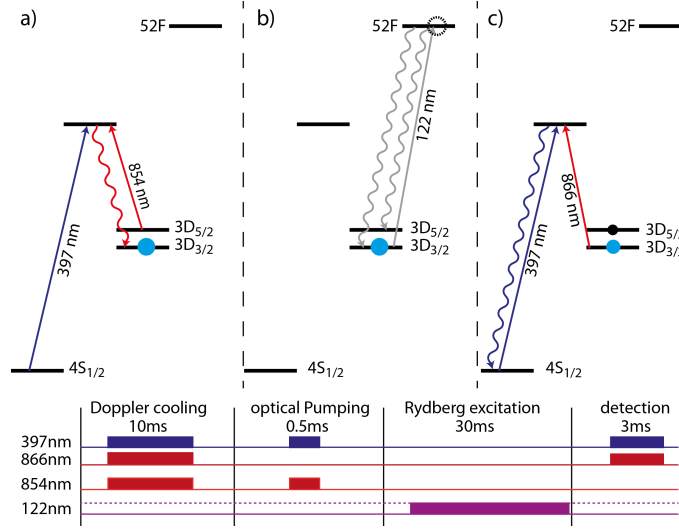 a)
52F
854 nm
397 nm
3D5/2
3D3/2
4S1/2
b)
52F
122 nm
3D5/2
3D3/2
4S1/2
c)
52F
866 nm
397 nm
3D5/2
3D3/2
4S1/2
Doppler cooling optical Pumping Rydberg excitation detection
10ms 0.5ms 30ms 3ms
397nm
866nm
854nm
122nm